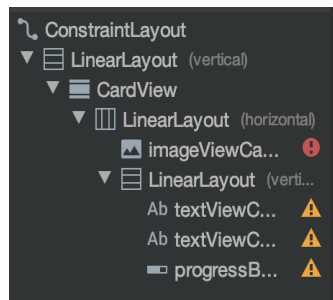 ConstraintLayout
LinearLayout (vertical)
CardView
LinearLayout (horizontal)
imageViewCa...
LinearLayout (verti...
Ab textViewC...
Ab textViewC...
progressB...